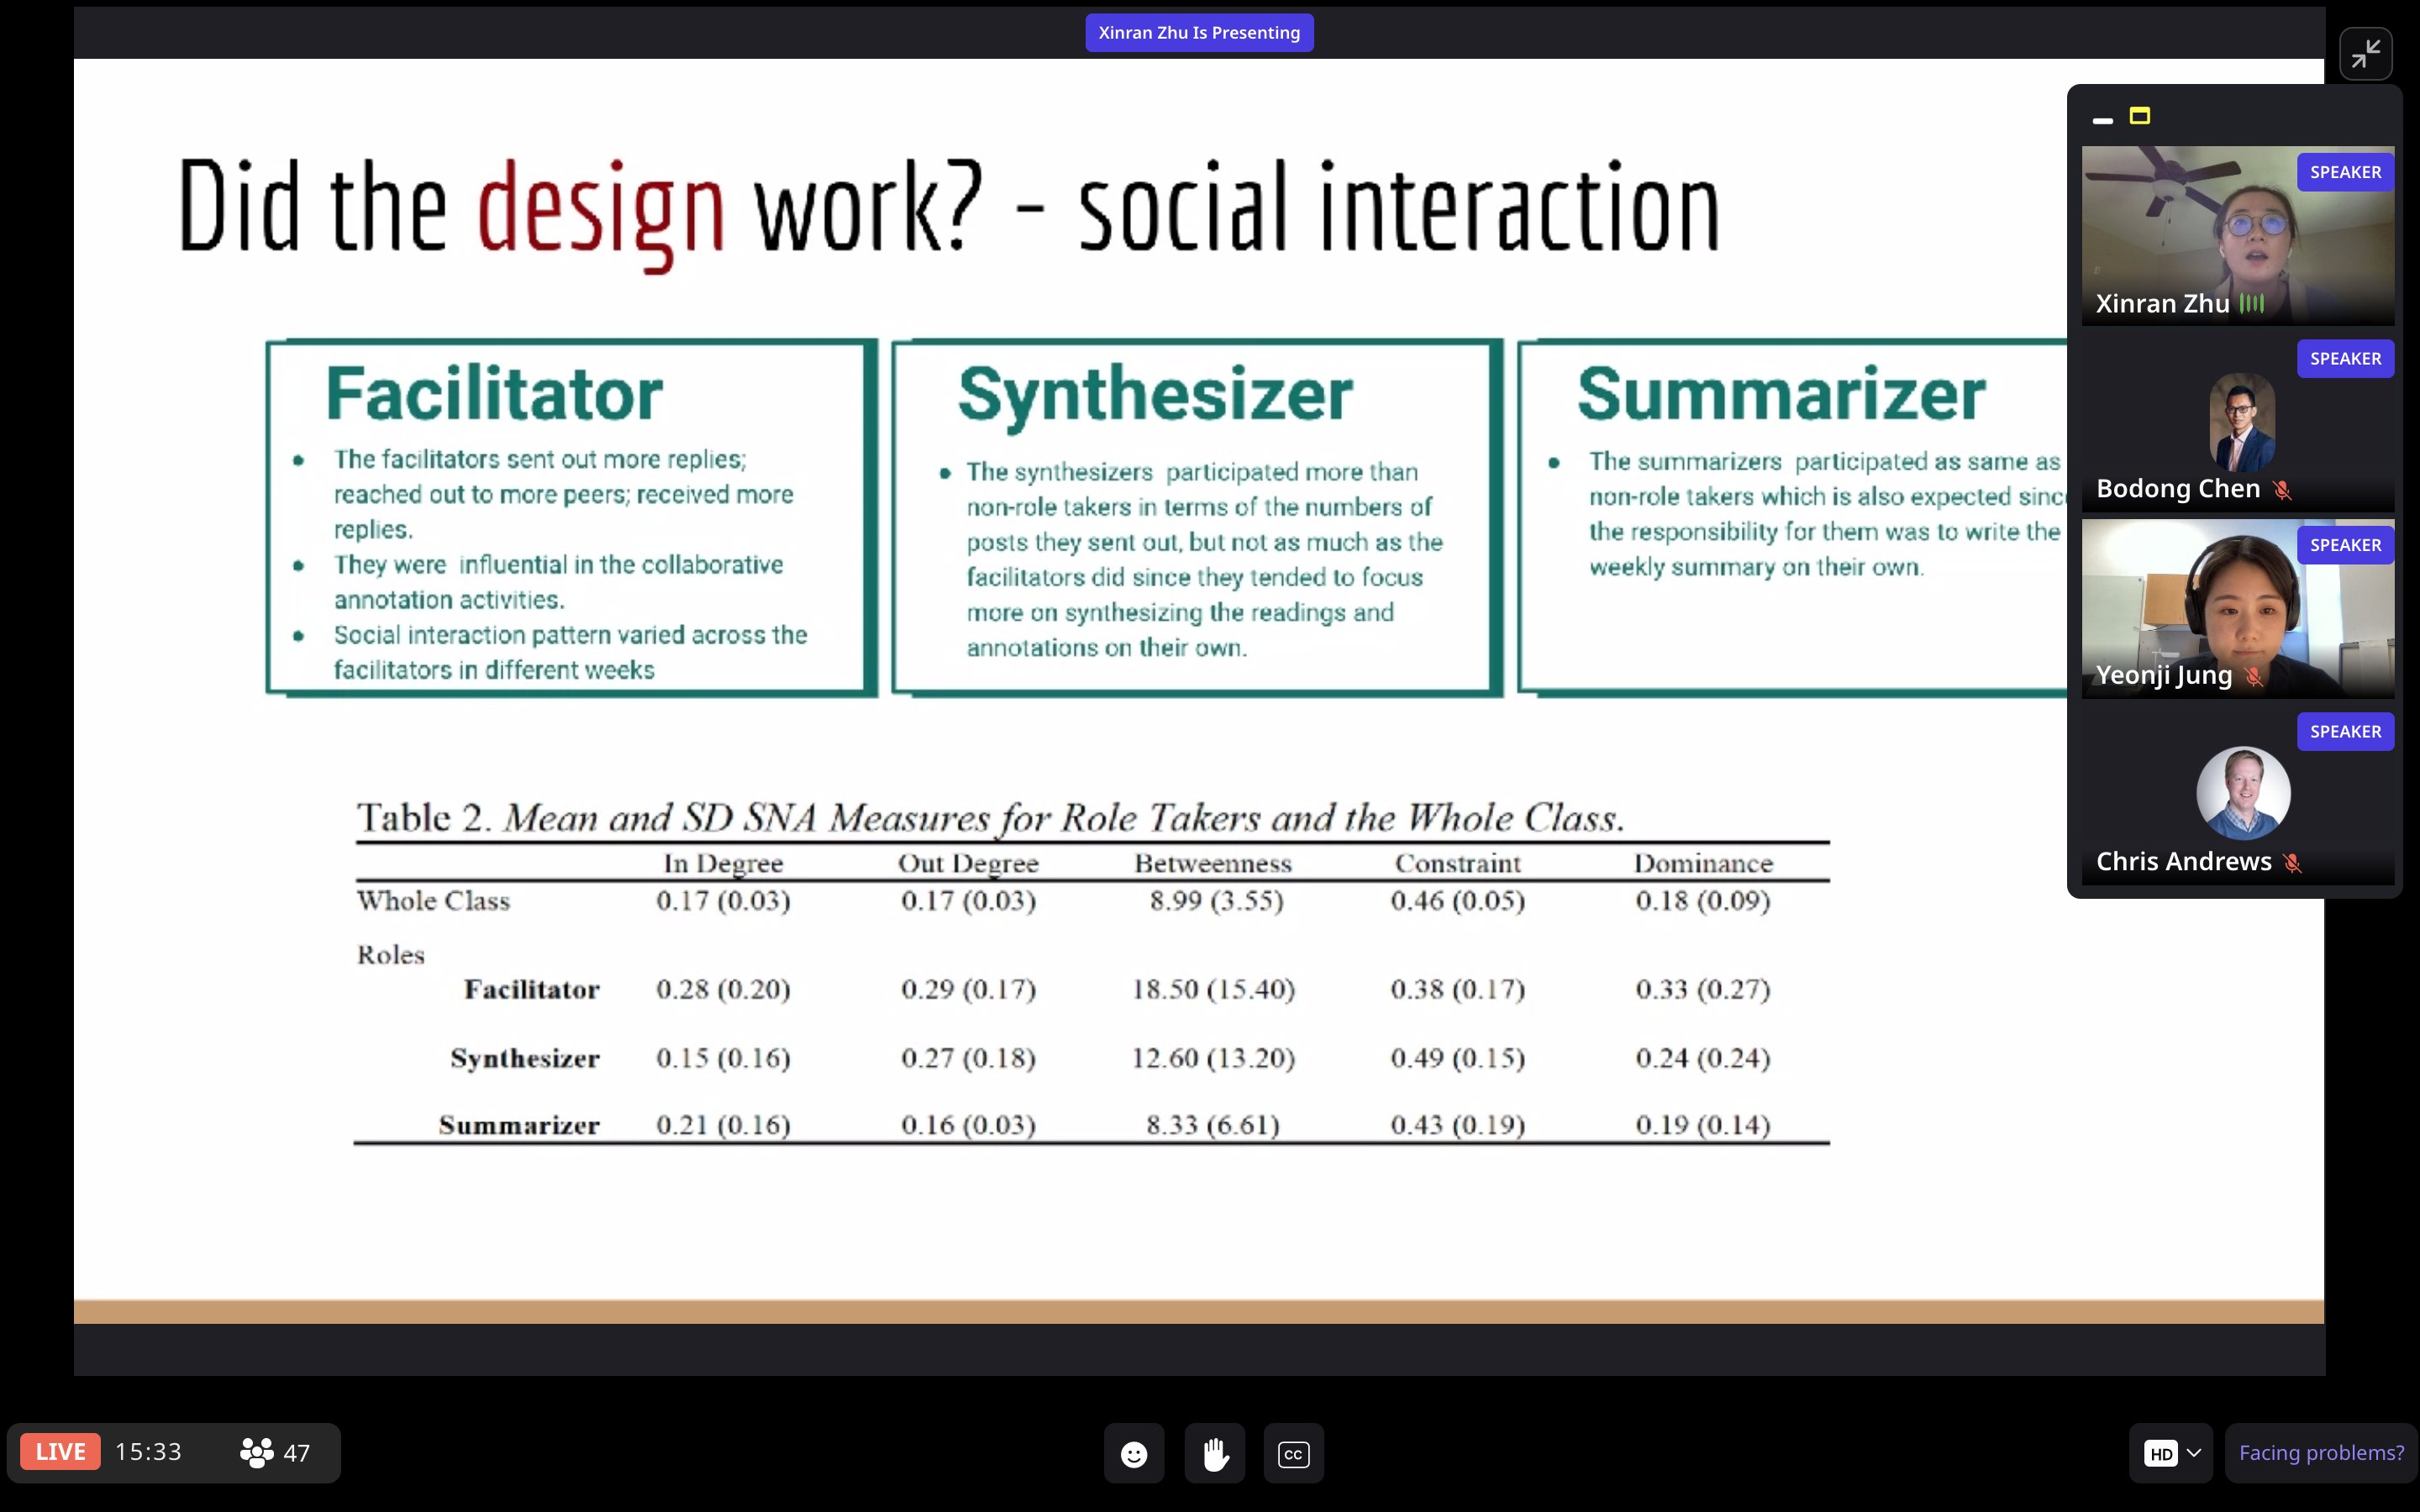 Xinran Zhu Is Presenting
Did the design work? - social interaction
Facilitator
• The facilitators sent out more replies;
reached out to more peers; received more
replies.
• They were influential in the collaborative
annotation activities.
• Social interaction pattern varied across the
facilitators in different weeks
Synthesizer
• The synthesizers participated more than
non-role takers in terms of the numbers of
posts they sent out, but not as much as the
facilitators did since they tended to focus
more on synthesizing the readings and
annotations on their own.
Summarizer
• The summarizers participated as same as
non-role takers which is also expected sinc
the responsibility for them was to write the
weekly summary on their own.
Table 2. Mean and SD SNA Measures for Role Takers and the Whole Class.
In Degree Out Degree Betweenness Constraint Dominance
Whole Class 0.17 (0.03) 0.17 (0.03) 8.99 (3.55) 0.46 (0.05) 0.18 (0.09)
Roles
Facilitator 0.28 (0.20) 0.29 (0.17) 18.50 (15.40) 0.38 (0.17) 0.33 (0.27)
Synthesizer 0.15 (0.16) 0.27 (0.18) 12.60 (13.20) 0.49 (0.15) 0.24 (0.24)
Summarizer 0.21 (0.16) 0.16 (0.03) 8.33 (6.61) 0.43 (0.19) 0.19 (0.14)
SPEAKER
Xinran Zhu
SPEAKER
Bodong Chen
SPEAKER
Yeonji Jung
SPEAKER
Chris Andrews
LIVE 15:33 47
CC
HD
Facing problems?